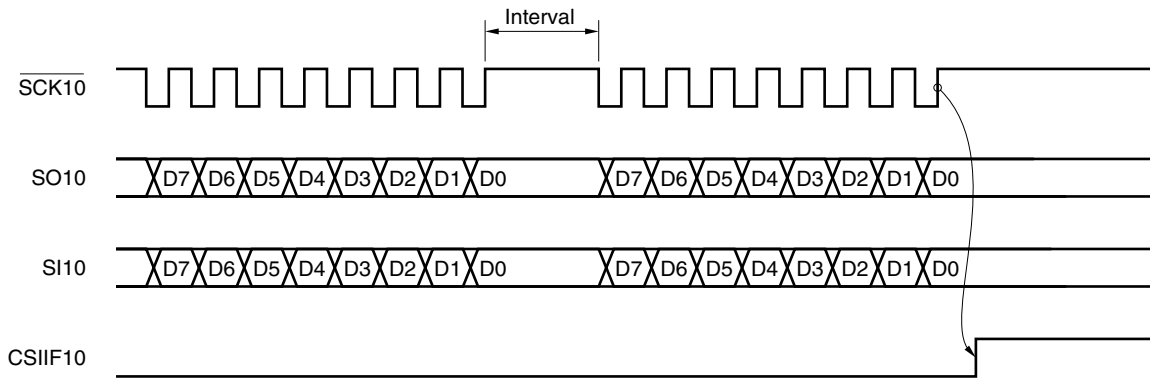 Interval
SCK10
SO10 D7 D6 D5 D4 D3 D2 D1 D0 D7 D6 D5 D4 D3 D2 D1 D0
SI10 D7 D6 D5 D4 D3 D2 D1 D0 D7 D6 D5 D4 D3 D2 D1 D0
CSIIF10